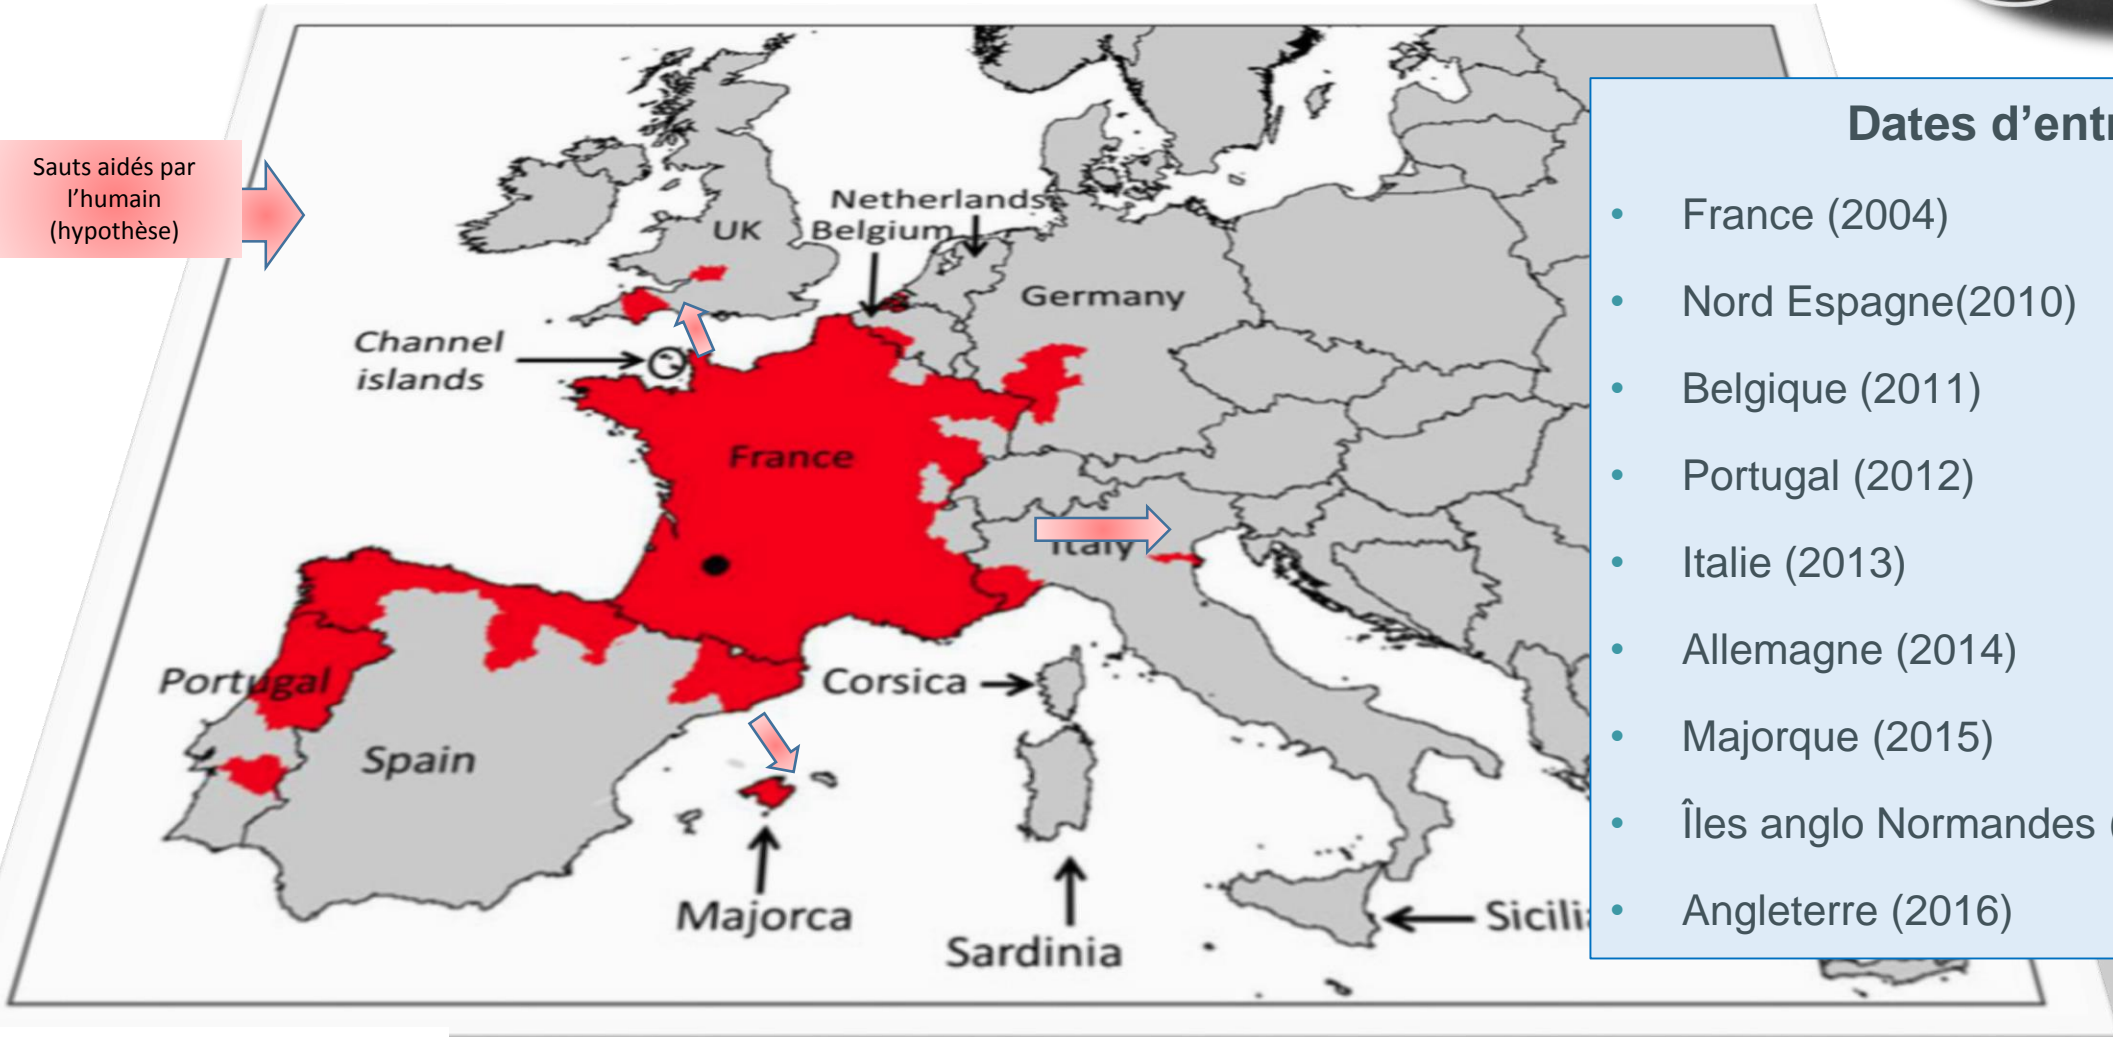 Sauts aidés par
l’humain
(hypothèse)
Netherlands
UK
Belgium
Germany
Channel
islands
France
Italy
Portugal
Corsica
Spain
Majorca
Sardinia
Dates d’entr
• France (2004)
• Nord Espagne(2010)
• Belgique (2011)
• Portugal (2012)
• Italie (2013)
• Allemagne (2014)
• Majorque (2015)
• Îles anglo Normandes (
• Angleterre (2016)
Sicili